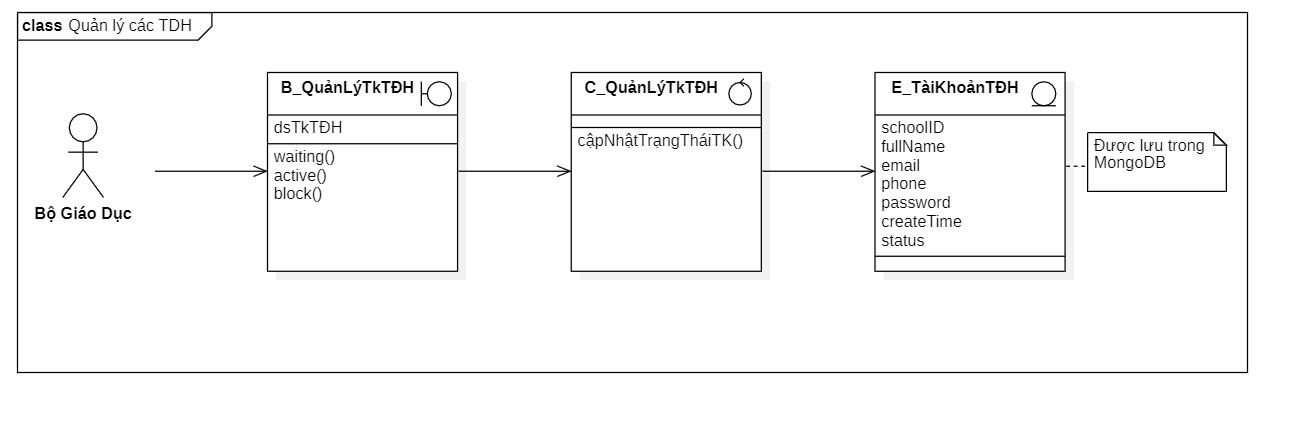 class Quản lý các TDH
Bộ Giáo Dục
B_QuảnLýTkTĐH
dsTkTĐH
waiting()
active()
block()
C_QuảnLýTkTĐH
cậpNhậtTrạngTháiTK()
E_TàiKhoảnTĐH
schoolID
fullName
email
phone
password
createTime
status
Được lưu trong
MongoDB